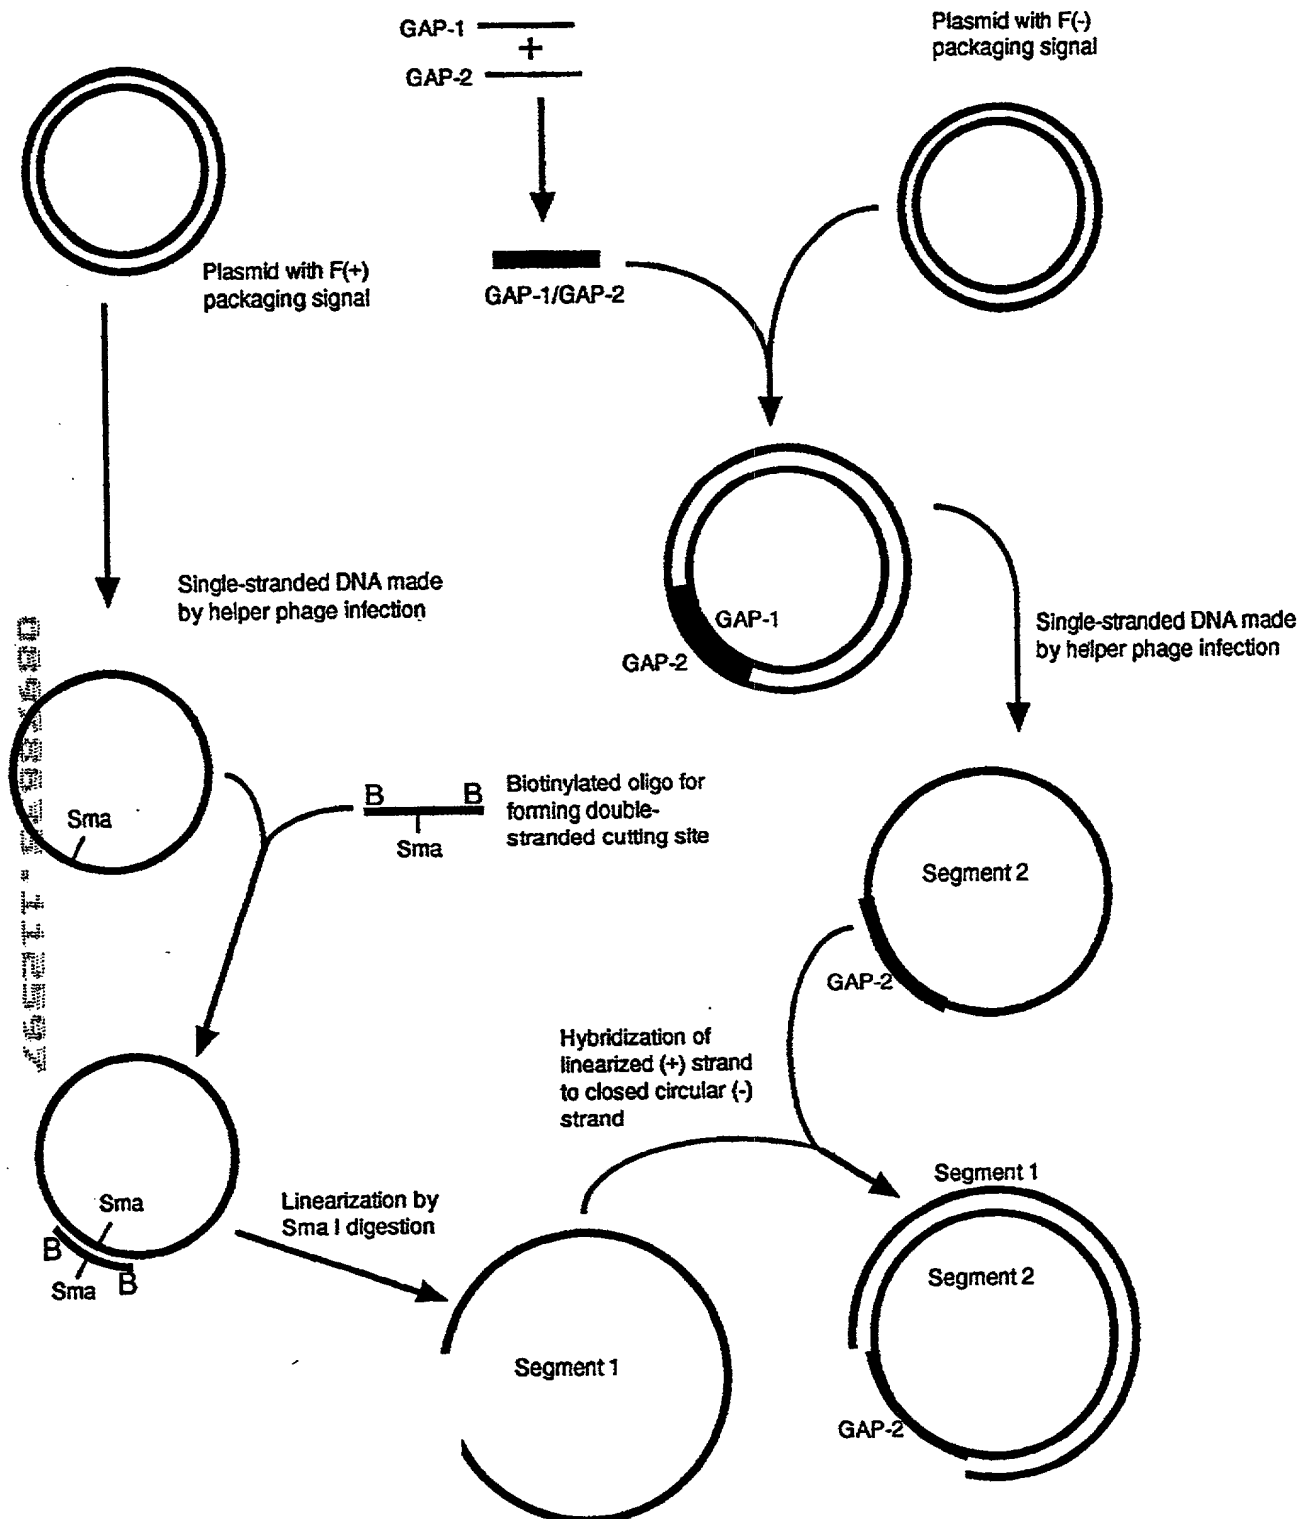 GAP-1
+
GAP-2
Plasmid with F(-)
packaging signal
Plasmid with F(+)
packaging signal
GAP-1/GAP-2
Single-stranded DNA made
by helper phage infection
GAP-1
GAP-2
Single-stranded DNA made
by helper phage infection
Sma
B B
Sma
Biotinylated oligo for
forming double-
stranded cutting site
Segment 2
GAP-2
Hybridization of
linearized (+) strand
to closed circular (-)
strand
Sma
B
Sma
B
Linearization by
Sma I digestion
Segment 1
Segment 1
Segment 2
GAP-2